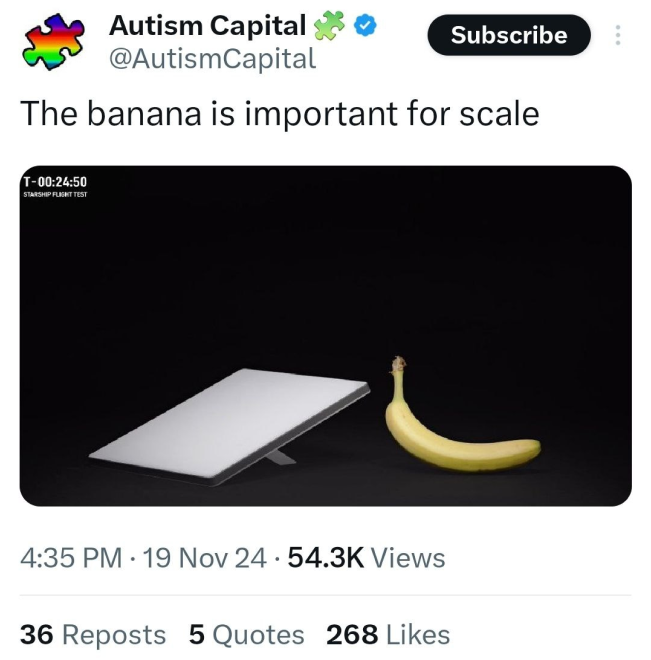 Autism Capital
@AutismCapital
Subscribe
The banana is important for scale
T-00:24:50
STARSHIP FLIGHT TEST
4:35 PM · 19 Nov 24 · 54.3K Views
36 Reposts 5 Quotes 268 Likes